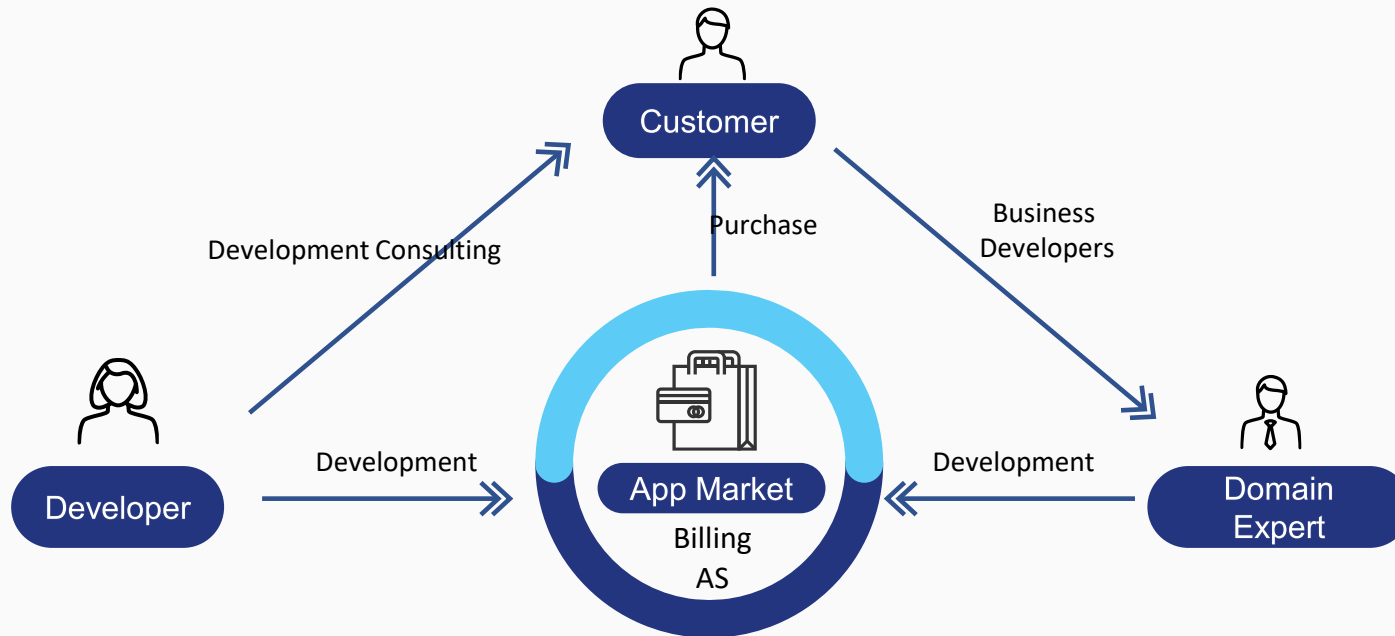 Customer
Purchase
Business
Developers
Development Consulting
Development
Development
Developer
App Market
Domain
Expert
Billing
AS